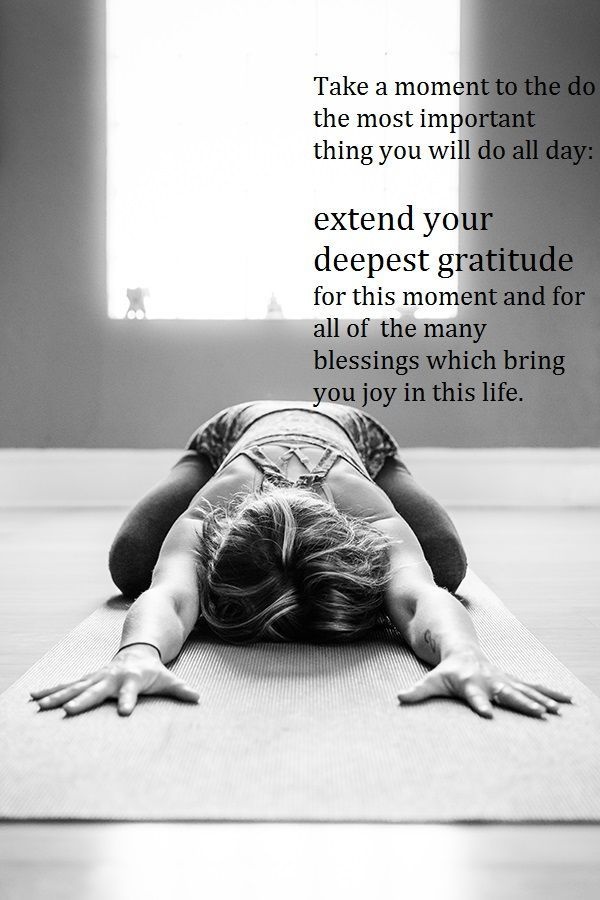 Take a moment to the do
the most important
thing you will do all day:
extend your
deepest gratitude
for this moment and for
all of  the many
blessings which bring
you joy in this life.